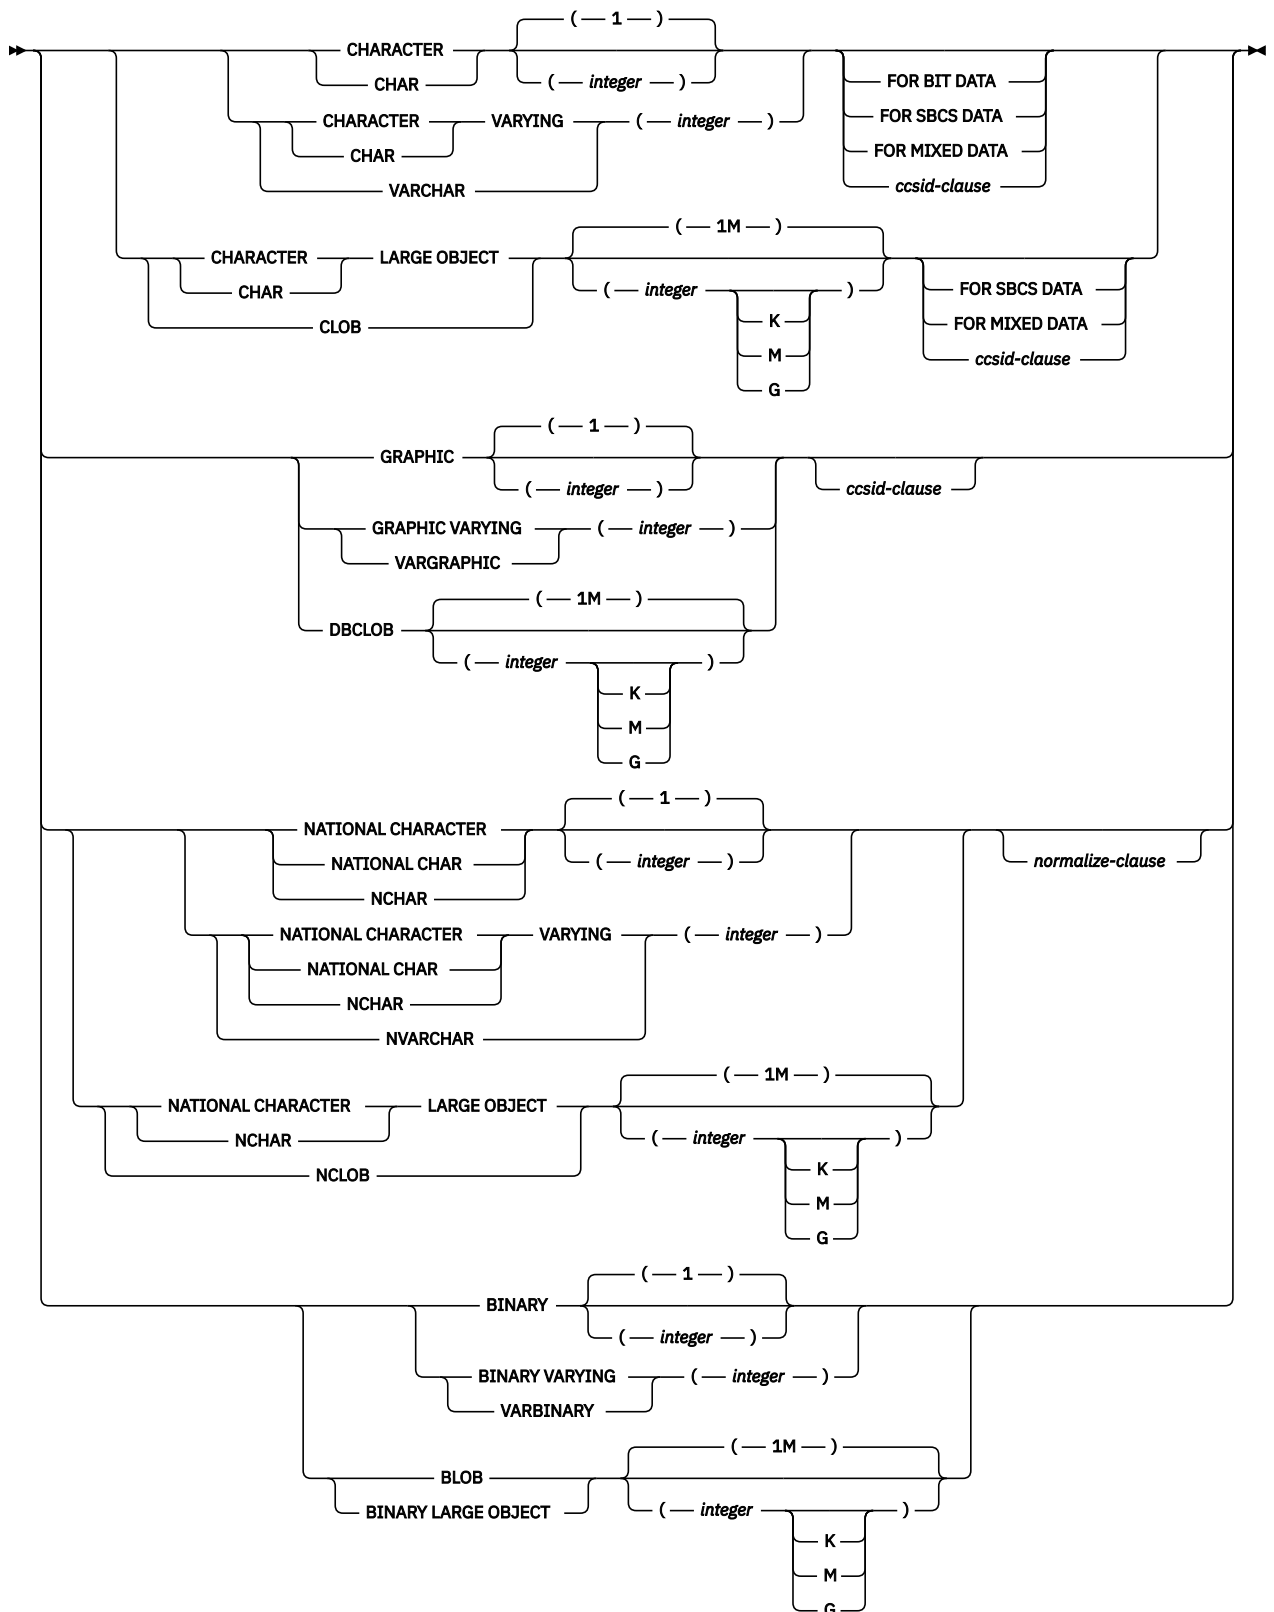 ( 1 )
CHARACTER
CHAR
( integer )
FOR BIT DATA
FOR SBCS DATA
FOR MIXED DATA
ccsid-clause
CHARACTER VARYING ( integer )
CHAR
VARCHAR
( 1M )
CHARACTER LARGE OBJECT
CHAR
CLOB
( integer )
K
M
G
FOR SBCS DATA
FOR MIXED DATA
ccsid-clause
( 1 )
GRAPHIC
( integer )
ccsid-clause
GRAPHIC VARYING ( integer )
VARGRAPHIC
( 1M )
DBCLOB
( integer )
K
M
G
( 1 )
NATIONAL CHARACTER
NATIONAL CHAR
NCHAR
( integer )
normalize-clause
NATIONAL CHARACTER VARYING ( integer )
NATIONAL CHAR
NCHAR
NVARCHAR
( 1M )
NATIONAL CHARACTER LARGE OBJECT
NCHAR
NCLOB
( integer )
K
M
G
( 1 )
BINARY
( integer )
BINARY VARYING ( integer )
VARBINARY
( 1M )
BLOB
BINARY LARGE OBJECT
( integer )
K
M
G